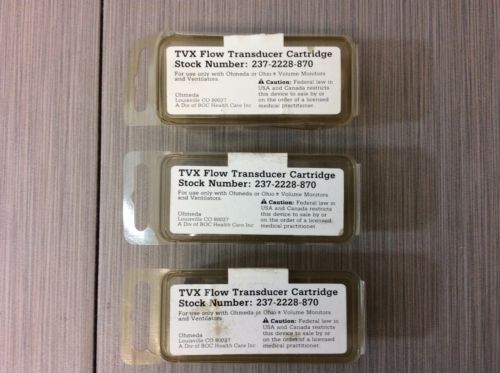 TVX Flow Transducer Cartridge
Stock Number: 237-2228-870
For use only with Ohmeda or Ohio® Volume Monitors
and Ventilators
Ohmeda
Louisville CO 80027
A Div of BOC Health Care Inc
⚠ Caution: Federal law in
USA and Canada restricts
this device to sale by or
on the order of a licensed
medical practitioner.
TVX Flow Transducer Cartridge
Stock Number: 237-2228-870
For use only with Ohmeda or Ohio® Volume Monitors
and Ventilators
Ohmeda
Louisville CO 80027
A Div of BOC Health Care Inc
⚠ Caution: Federal law in
USA and Canada restricts
this device to sale by or
on the order of a licensed
medical practitioner.
TVX Flow Transducer Cartridge
Stock Number: 237-2228-870
For use only with Ohmeda or Ohio® Volume Monitors
and Ventilators
Ohmeda
Louisville CO 80027
A Div of BOC Health Care Inc
⚠ Caution: Federal law in
USA and Canada restricts
this device to sale by or
on the order of a licensed
medical practitioner.